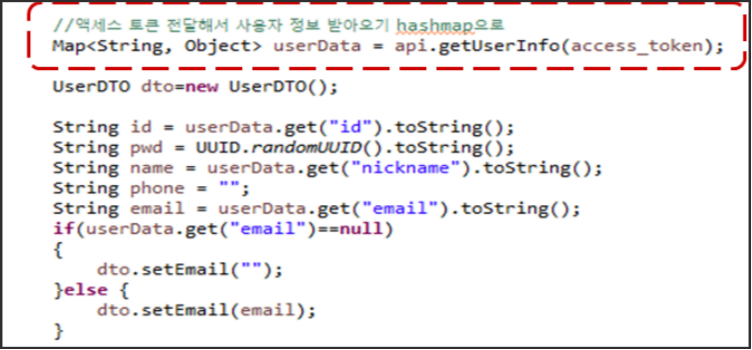 //액세스 토큰 전달해서 사용자 정보 받아오기 hashmap으로
Map<String, Object> userData = api.getUserInfo(access_token);
UserDTO dto=new UserDTO();
String id = userData.get("id").toString();
String pwd = UUID.randomUUID().toString();
String name = userData.get("nickname").toString();
String phone = "";
String email = userData.get("email").toString();
if(userData.get("email")==null)
{
dto.setEmail("");
}else {
dto.setEmail(email);
}